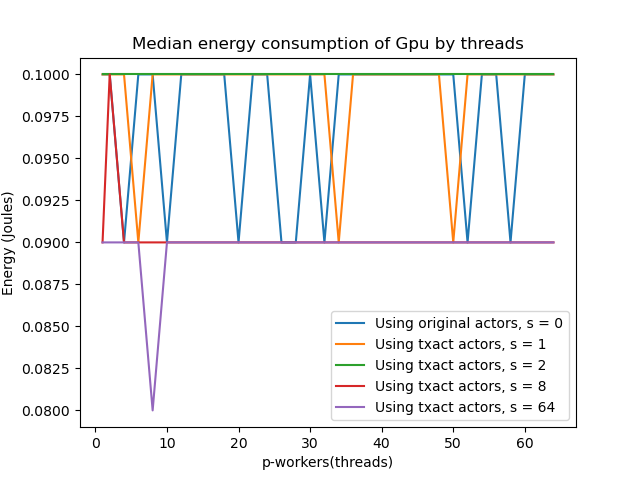 Median energy consumption of Gpu by threads
Energy (Joules)
0.1000
0.0975
0.0950
0.0925
0.0900
0.0875
0.0850
0.0825
0.0800
Using original actors, s = 0
Using txact actors, s = 1
Using txact actors, s = 2
Using txact actors, s = 8
Using txact actors, s = 64
0 10 20 30 40 50 60
p-workers(threads)